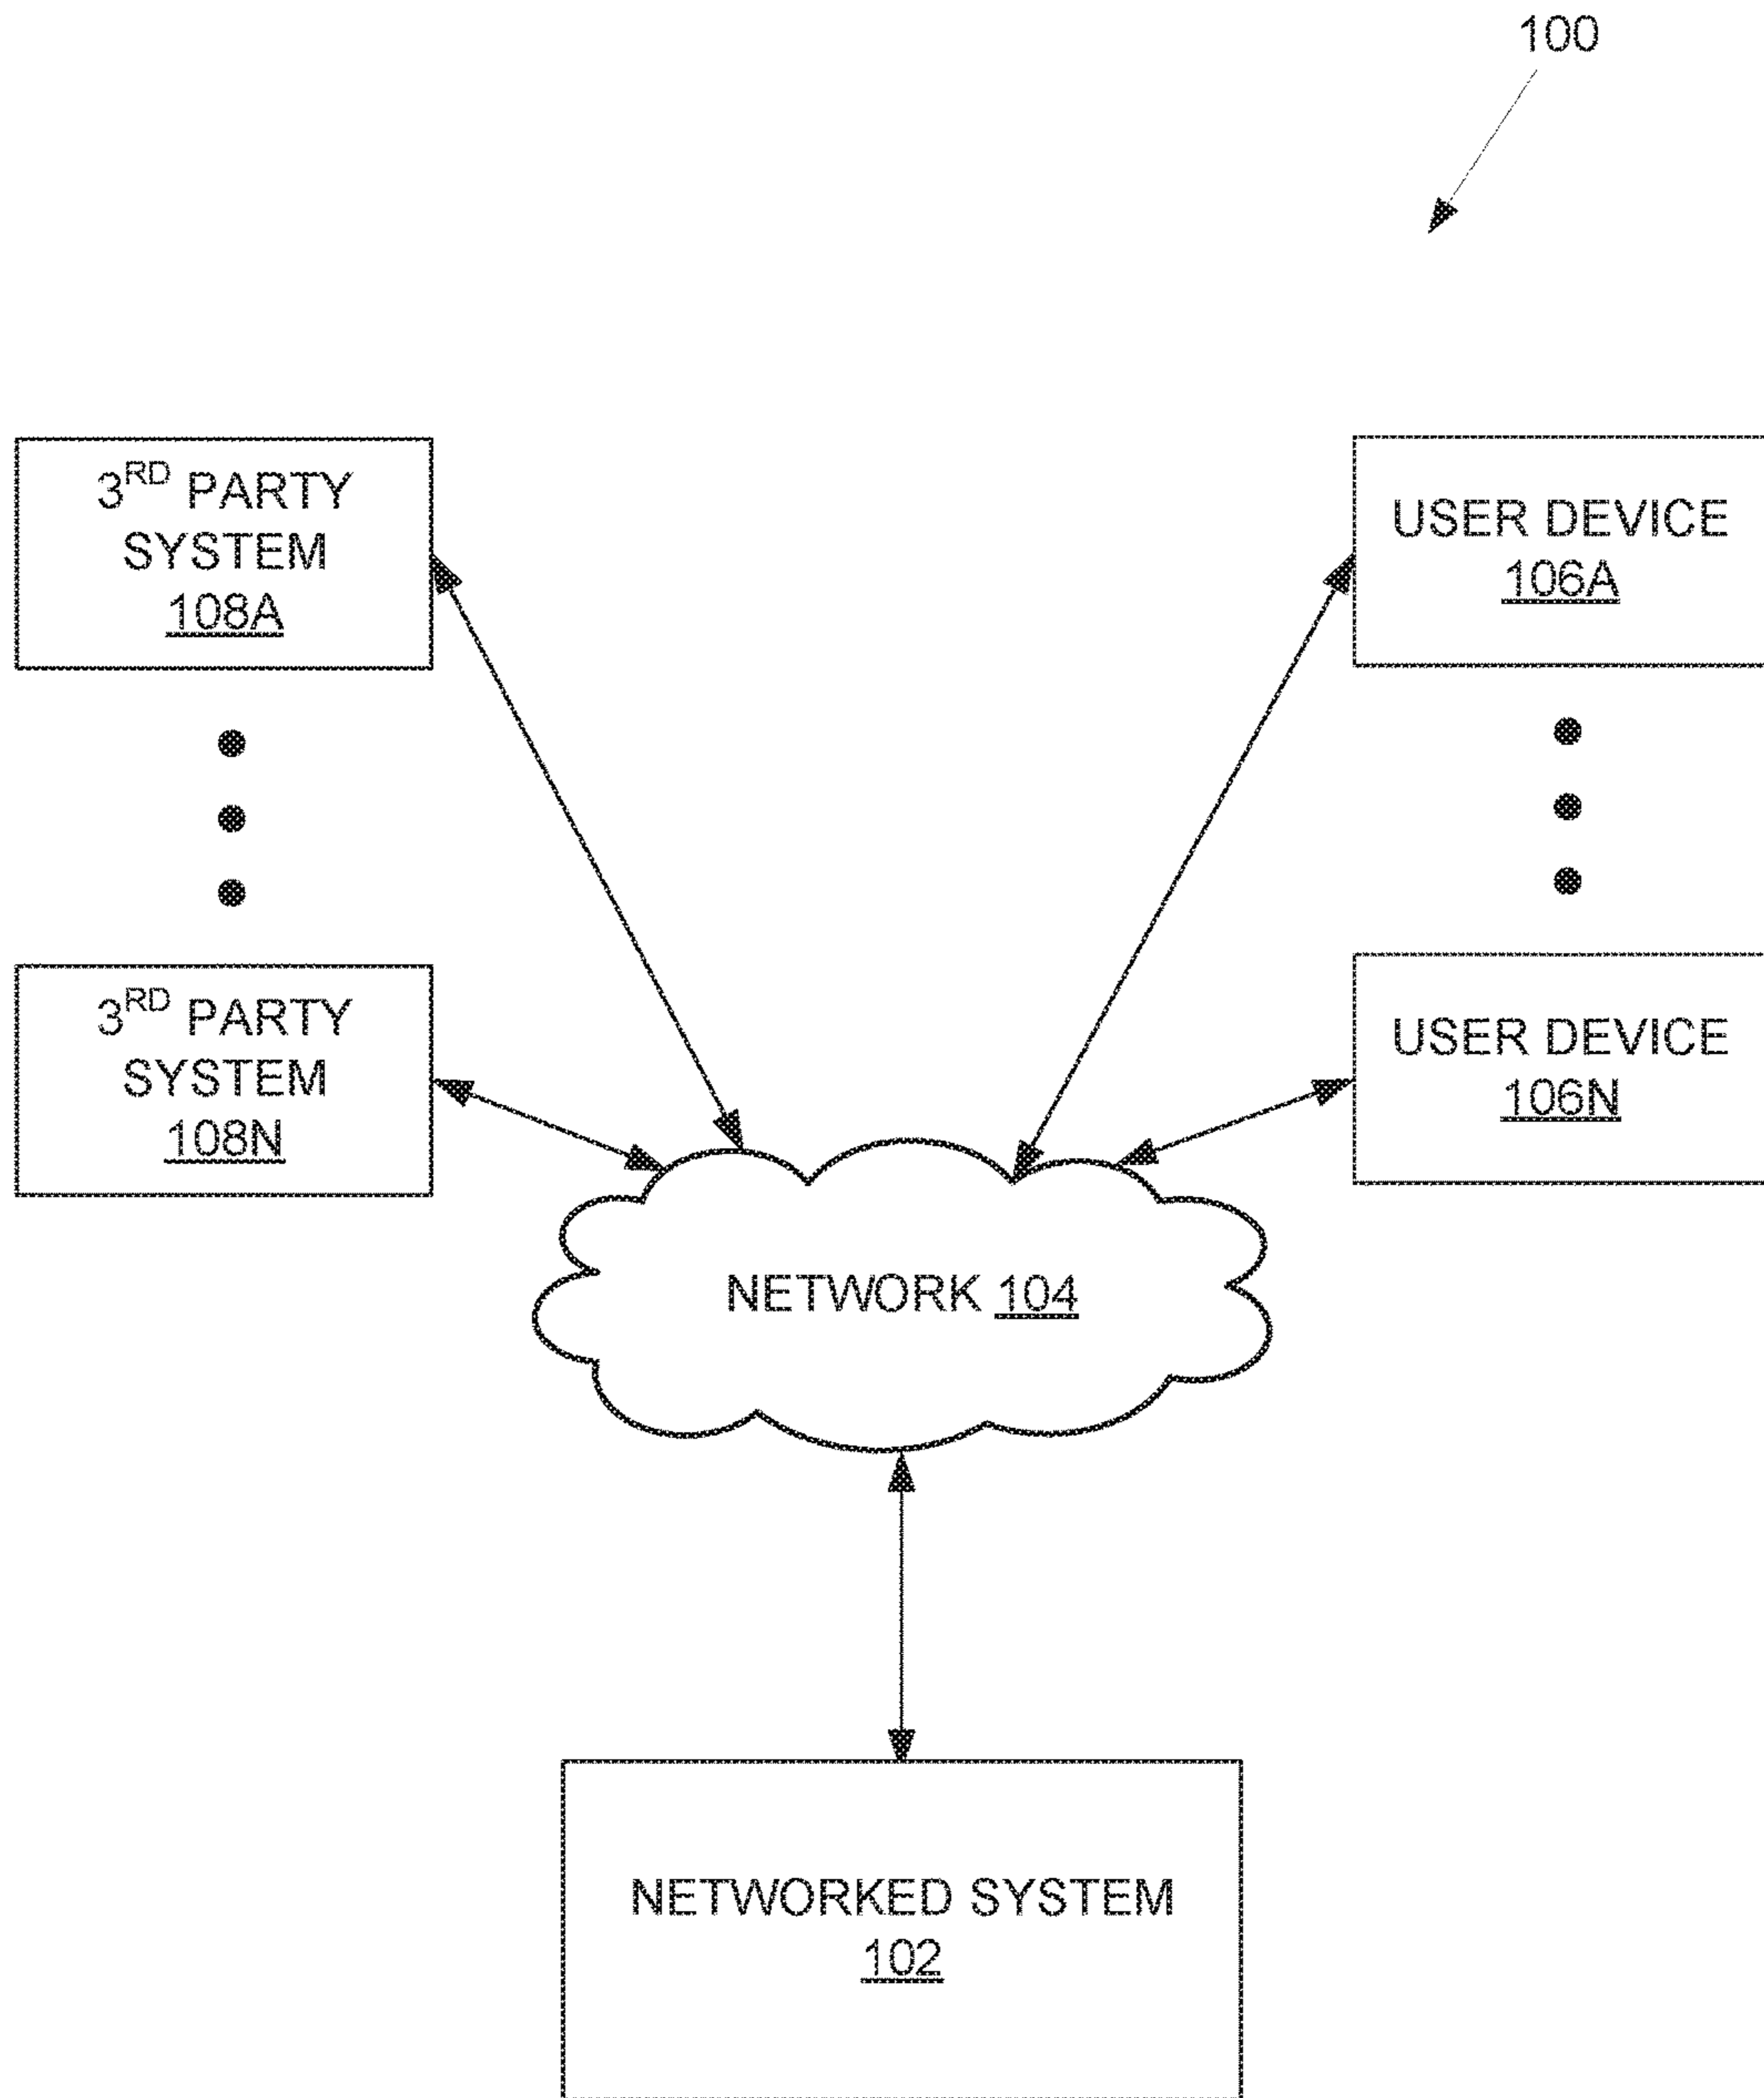 100
3RD PARTY
SYSTEM
108A
USER DEVICE
106A
3RD PARTY
SYSTEM
108N
USER DEVICE
106N
NETWORK 104
NETWORKED SYSTEM
102